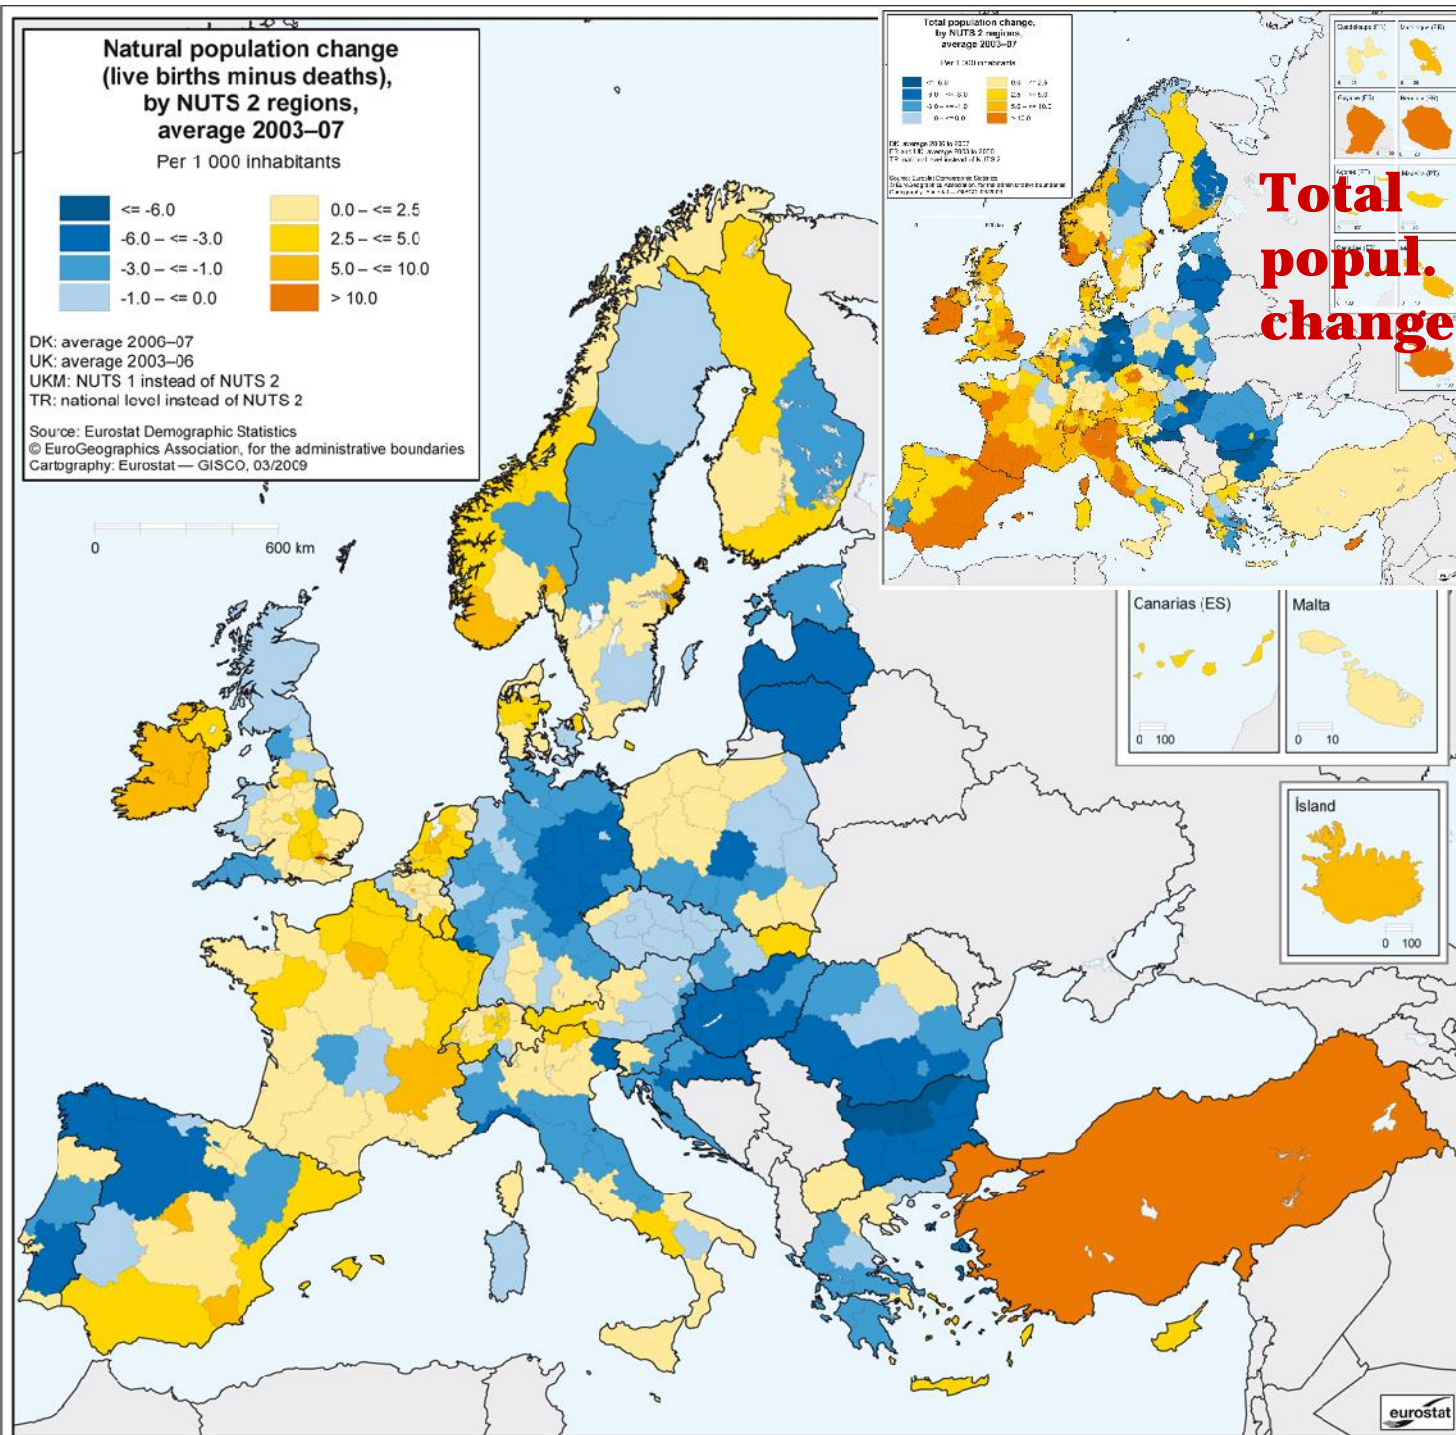 Natural population change
(live births minus deaths),
by NUTS 2 regions,
average 2003–07
Per 1 000 inhabitants
<= -6.0
-6.0 – <= -3.0
-3.0 – <= -1.0
-1.0 – <= 0.0
0.0 – <= 2.5
2.5 – <= 5.0
5.0 – <= 10.0
> 10.0
DK: average 2006–07
UK: average 2003–06
UKM: NUTS 1 instead of NUTS 2
TR: national level instead of NUTS 2
Source: Eurostat Demographic Statistics
© EuroGeographics Association, for the administrative boundaries
Cartography: Eurostat — GISCO, 03/2009
0 600 km
Total population change,
by NUTS 2 regions,
average 2003–07
Per 1 000 inhabitants
Total
popul.
change
Canarias (ES)
0 100
Malta
0 10
Ísland
0 100
eurostat